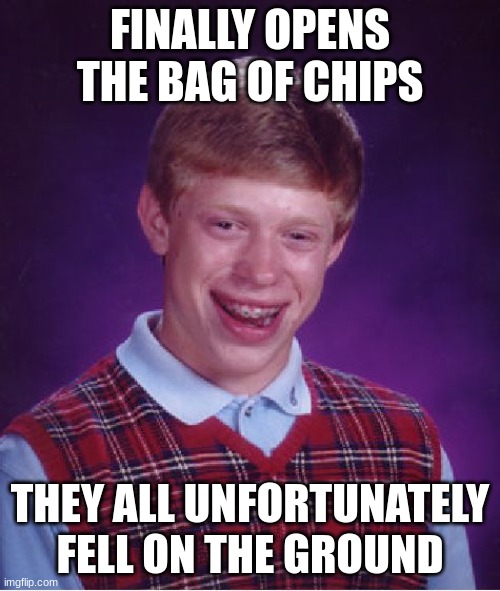 FINALLY OPENS
THE BAG OF CHIPS
THEY ALL UNFORTUNATELY
FELL ON THE GROUND
imgflip.com